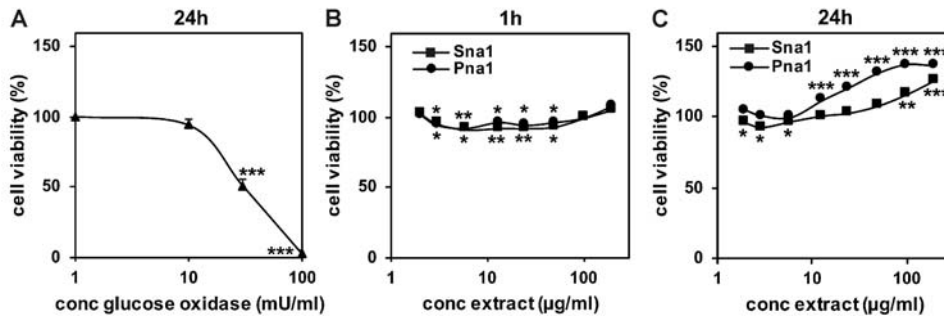 A
24h
150
100
50
0
cell viability (%)
***
***
1
10
100
conc glucose oxidase (mU/ml)
B
1h
Sna1
Pna1
150
100
50
0
cell viability (%)
* ** * * *
* * ** ** *
1
10
100
conc extract (µg/ml)
C
24h
Sna1
Pna1
150
100
50
0
cell viability (%)
*** *** *** *** ***
* * * ** ***
1
10
100
conc extract (µg/ml)